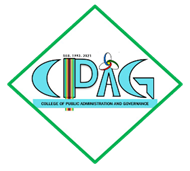 Est. 1993, 2021
CPAG
COLLEGE OF PUBLIC ADMINISTRATION AND GOVERNANCE